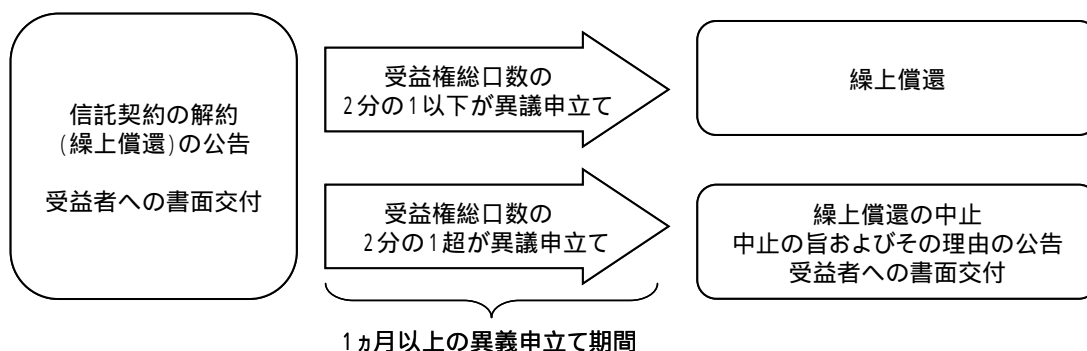 信託契約の解約
(繰上償還)の公告
受益者への書面交付
受益権総口数の
2分の1以下が異議申立て
繰上償還
受益権総口数の
2分の1超が異議申立て
繰上償還の中止
中止の旨およびその理由の公告
受益者への書面交付
1ヵ月以上の異義申立て期間